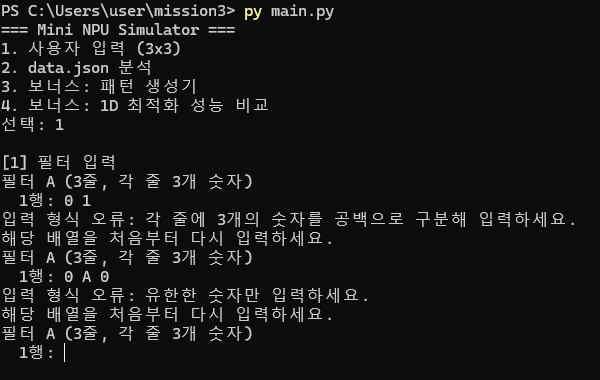 PS C:\Users\user\mission3> py main.py
=== Mini NPU Simulator ===
1. 사용자 입력 (3x3)
2. data.json 분석
3. 보너스: 패턴 생성기
4. 보너스: 1D 최적화 성능 비교
선택: 1
[1] 필터 입력
필터 A (3줄, 각 줄 3개 숫자)
1행: 0 1
입력 형식 오류: 각 줄에 3개의 숫자를 공백으로 구분해 입력하세요.
해당 배열을 처음부터 다시 입력하세요.
필터 A (3줄, 각 줄 3개 숫자)
1행: 0 A 0
입력 형식 오류: 유한한 숫자만 입력하세요.
해당 배열을 처음부터 다시 입력하세요.
필터 A (3줄, 각 줄 3개 숫자)
1행: